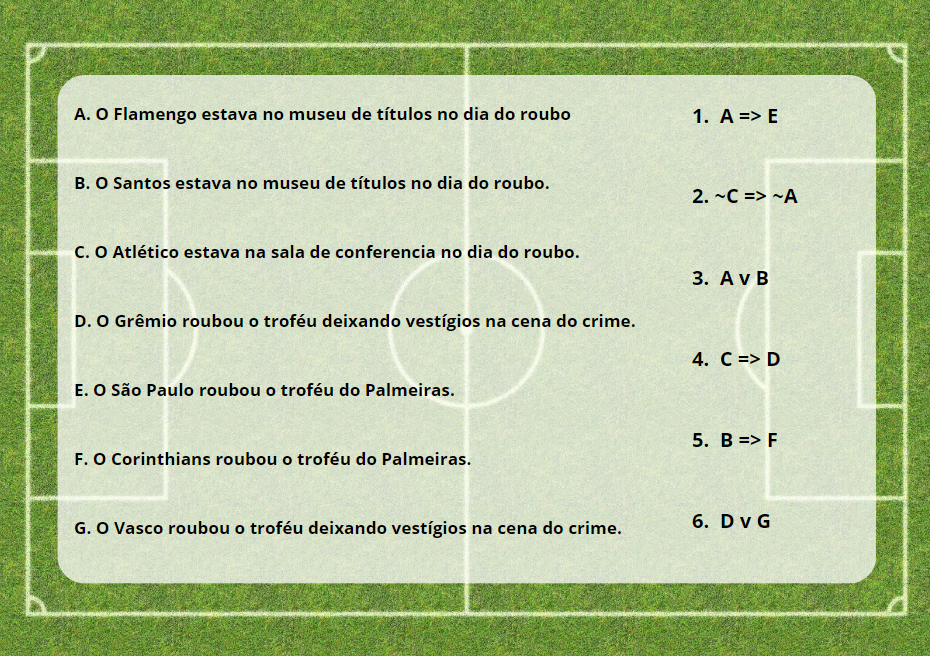 A. O Flamengo estava no museu de títulos no dia do roubo
B. O Santos estava no museu de títulos no dia do roubo.
C. O Atlético estava na sala de conferencia no dia do roubo.
D. O Grêmio roubou o troféu deixando vestígios na cena do crime.
E. O São Paulo roubou o troféu do Palmeiras.
F. O Corinthians roubou o troféu do Palmeiras.
G. O Vasco roubou o troféu deixando vestígios na cena do crime.
1. A => E
2. ~C => ~A
3. A v B
4. C => D
5. B => F
6. D v G